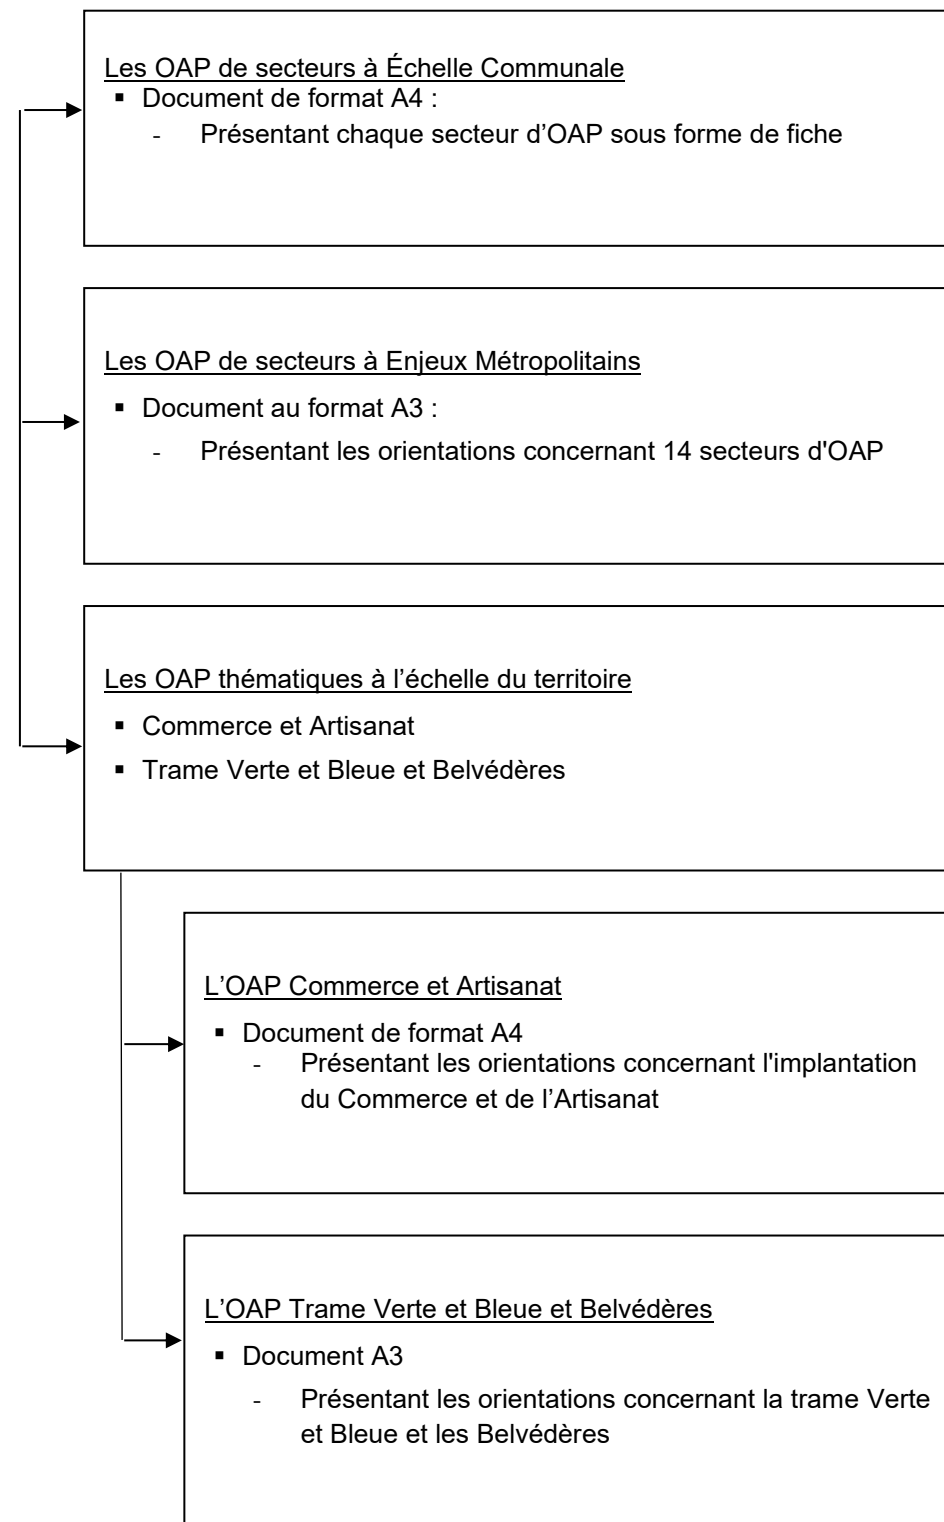 Les OAP de secteurs à Échelle Communale
▪ Document de format A4 :
- Présentant chaque secteur d’OAP sous forme de fiche
Les OAP de secteurs à Enjeux Métropolitains
▪ Document au format A3 :
- Présentant les orientations concernant 14 secteurs d'OAP
Les OAP thématiques à l’échelle du territoire
▪ Commerce et Artisanat
▪ Trame Verte et Bleue et Belvédères
L’OAP Commerce et Artisanat
▪ Document de format A4
- Présentant les orientations concernant l'implantation
du Commerce et de l’Artisanat
L’OAP Trame Verte et Bleue et Belvédères
▪ Document A3
- Présentant les orientations concernant la trame Verte
et Bleue et les Belvédères